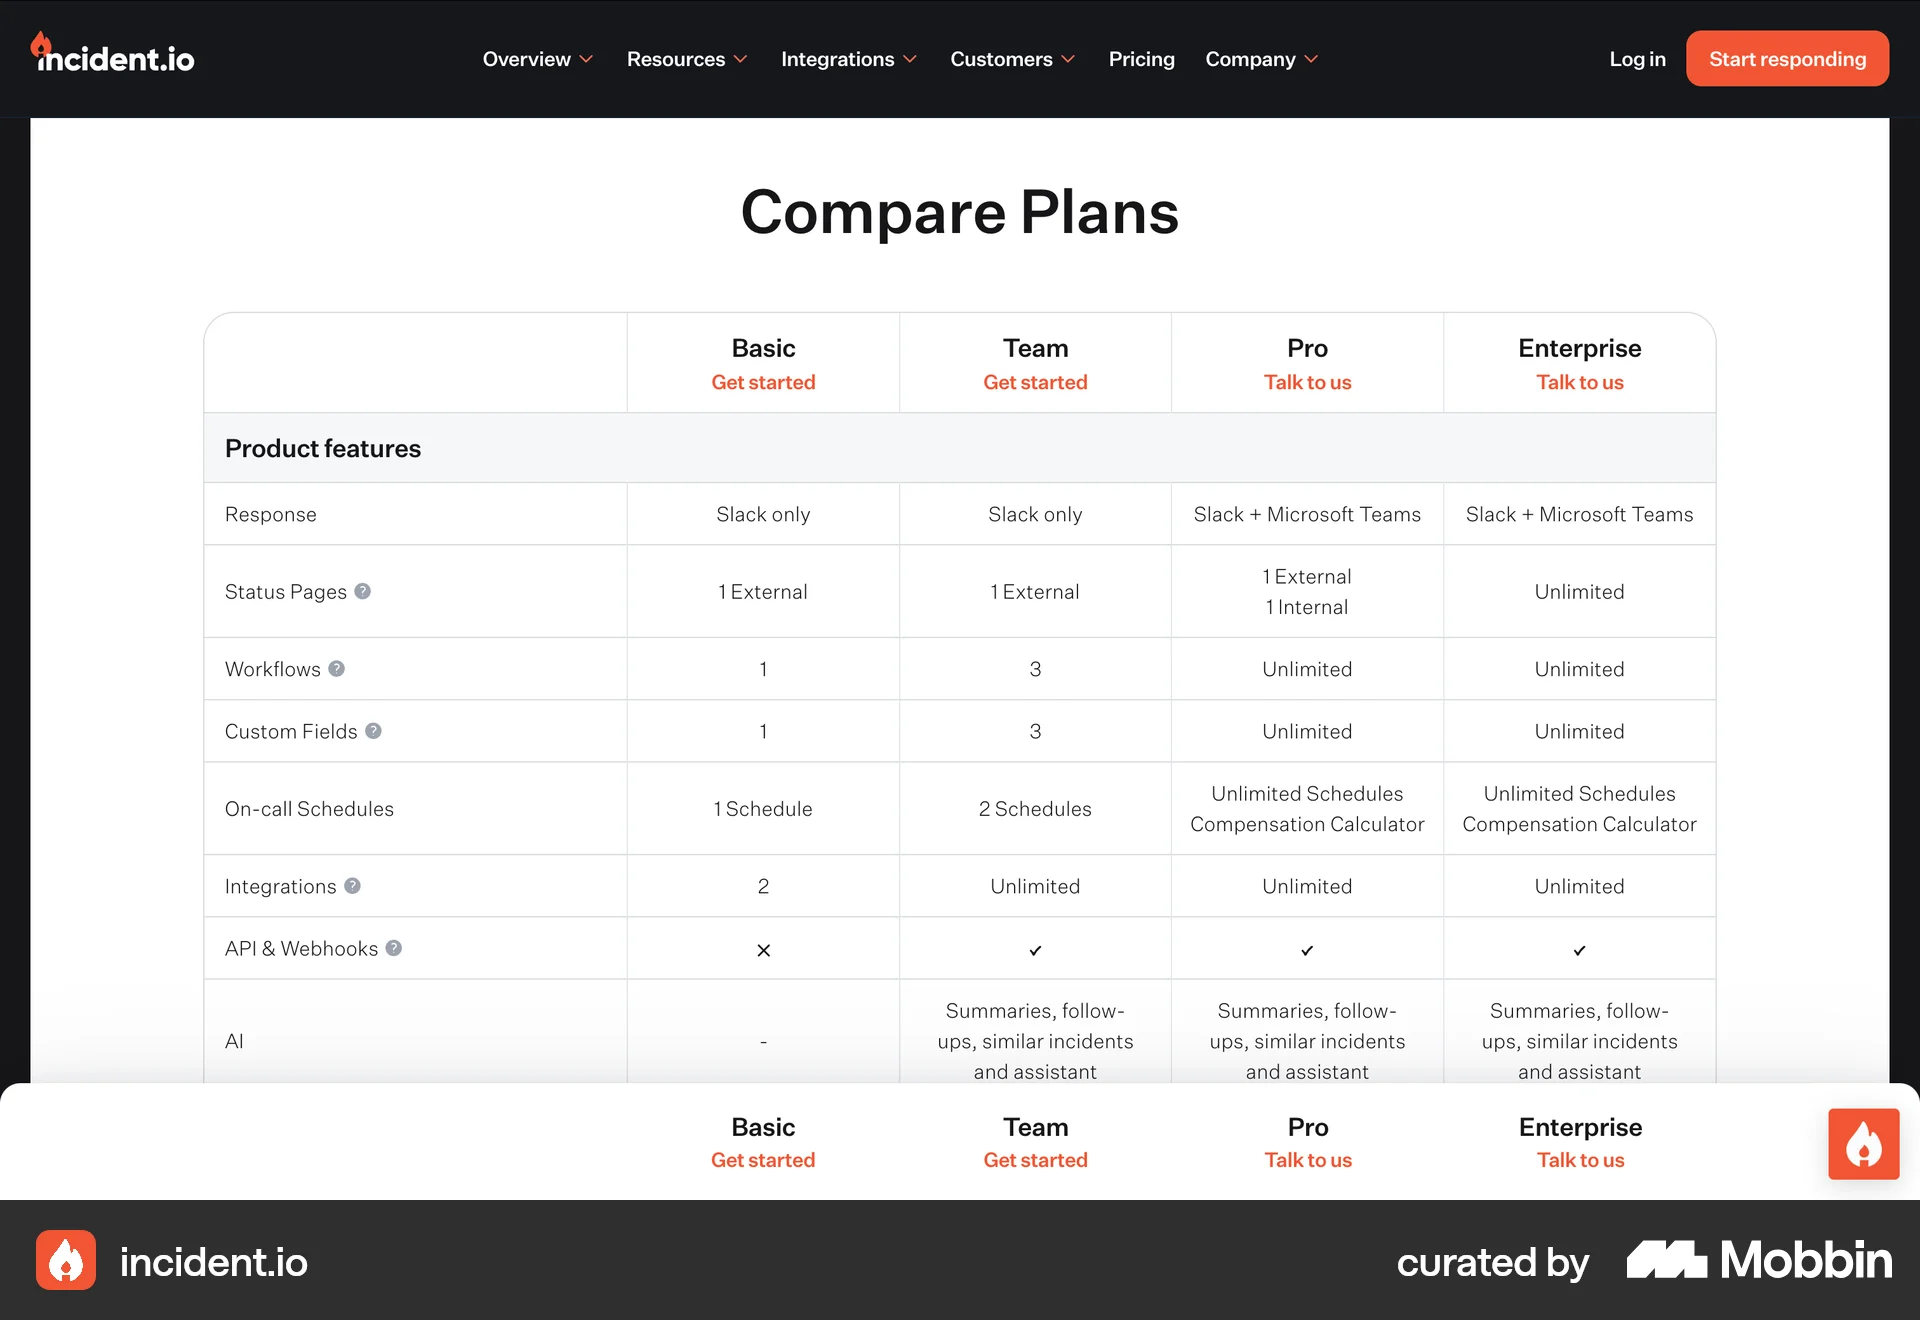 incident.io
Overview Resources Integrations Customers Pricing Company
Log in
Start responding
Compare Plans
Basic Team Pro Enterprise
Get started Get started Talk to us Talk to us
Product features
Response Slack only Slack only Slack + Microsoft Teams Slack + Microsoft Teams
Status Pages ? 1 External 1 External 1 External
1 Internal Unlimited
Workflows ? 1 3 Unlimited Unlimited
Custom Fields ? 1 3 Unlimited Unlimited
On-call Schedules 1 Schedule 2 Schedules Unlimited Schedules
Compensation Calculator Unlimited Schedules
Compensation Calculator
Integrations ? 2 Unlimited Unlimited Unlimited
API & Webhooks ? ✕ ✓ ✓ ✓
AI - Summaries, follow-
ups, similar incidents
and assistant Summaries, follow-
ups, similar incidents
and assistant Summaries, follow-
ups, similar incidents
and assistant
Basic Team Pro Enterprise
Get started Get started Talk to us Talk to us
incident.io
curated by Mobbin